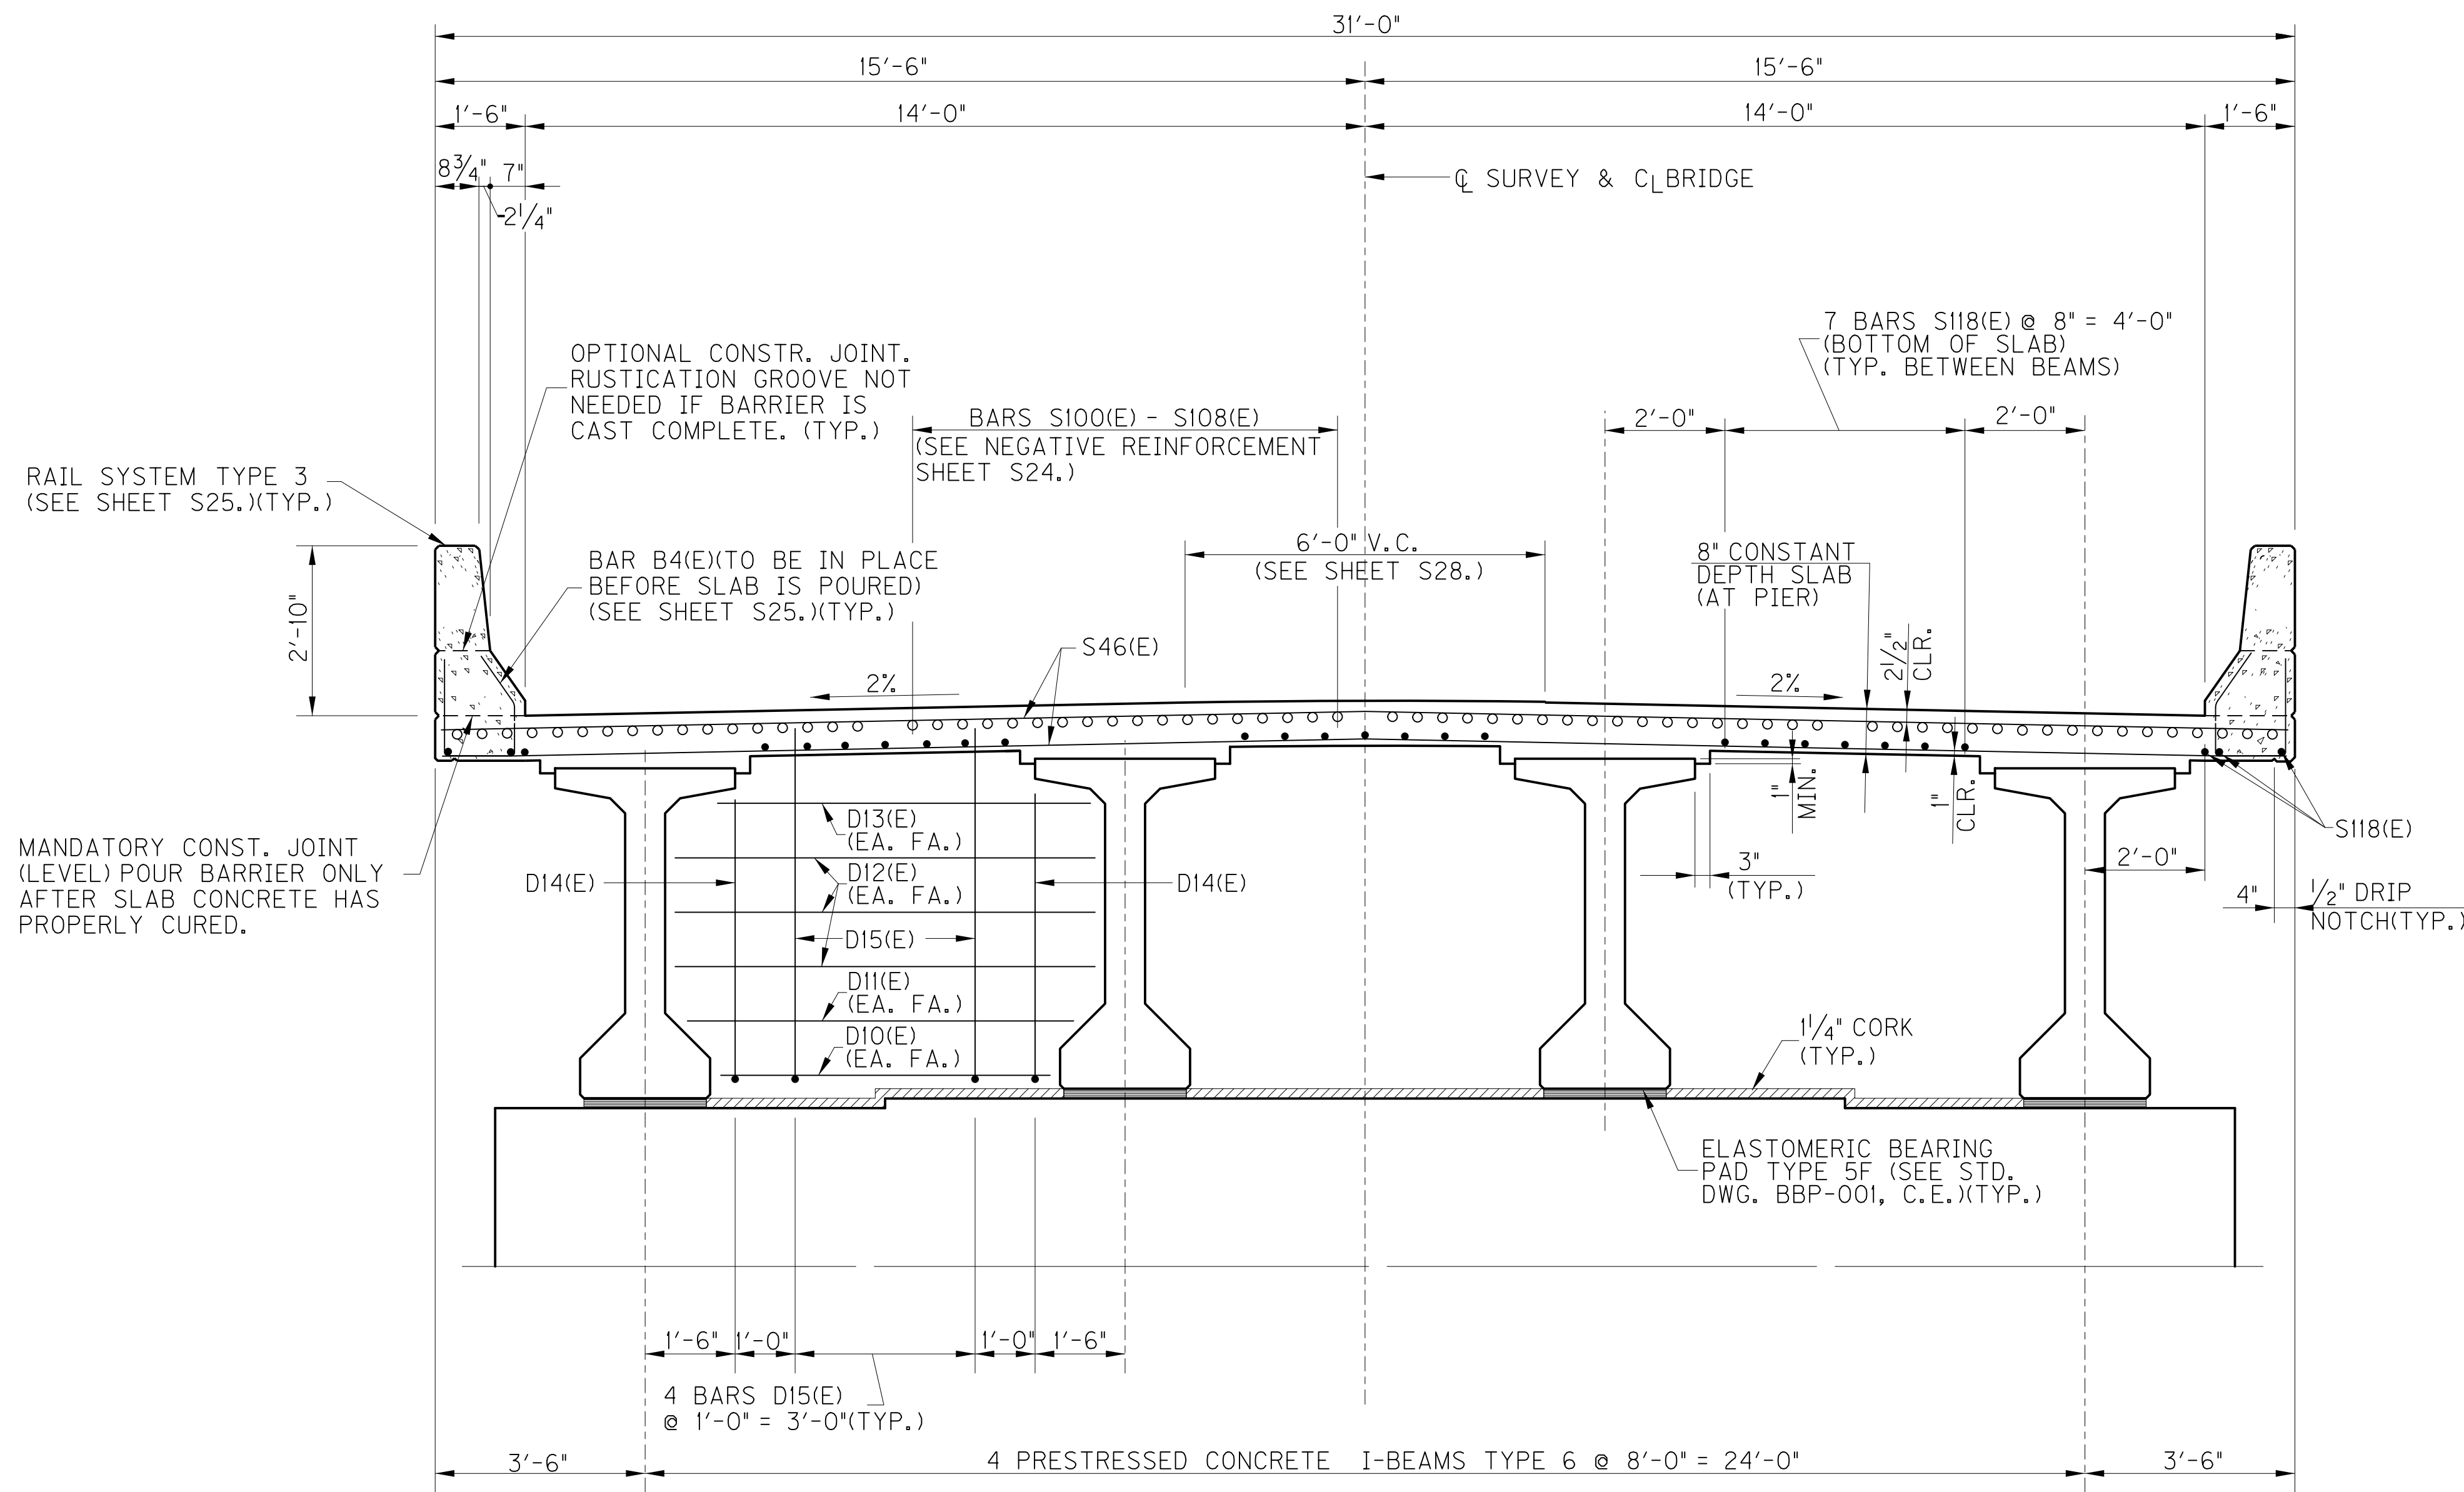 31'-0"
15'-6"
15'-6"
1'-6"
14'-0"
14'-0"
1'-6"
8 3/4"
7"
2 1/4"
℄ SURVEY & CLBRIDGE
7 BARS S118(E) @ 8" = 4'-0"
(BOTTOM OF SLAB)
(TYP. BETWEEN BEAMS)
OPTIONAL CONSTR. JOINT.
RUSTICATION GROOVE NOT
NEEDED IF BARRIER IS
CAST COMPLETE. (TYP.)
BARS S100(E) - S108(E)
(SEE NEGATIVE REINFORCEMENT
SHEET S24.)
2'-0"
2'-0"
RAIL SYSTEM TYPE 3
(SEE SHEET S25.)(TYP.)
BAR B4(E)(TO BE IN PLACE
BEFORE SLAB IS POURED)
(SEE SHEET S25.)(TYP.)
6'-0" V.C.
(SEE SHEET S28.)
8" CONSTANT
DEPTH SLAB
(AT PIER)
2'-10"
S46(E)
2 1/2"
CLR.
2%
2%
1"
MIN.
1"
CLR.
MANDATORY CONST. JOINT
(LEVEL) POUR BARRIER ONLY
AFTER SLAB CONCRETE HAS
PROPERLY CURED.
D13(E)
(EA. FA.)
D12(E)
(EA. FA.)
D14(E)
D14(E)
D15(E)
D11(E)
(EA. FA.)
D10(E)
(EA. FA.)
3"
(TYP.)
S118(E)
2'-0"
4"
1/2" DRIP
NOTCH(TYP.)
1 1/4" CORK
(TYP.)
ELASTOMERIC BEARING
PAD TYPE 5F (SEE STD.
DWG. BBP-001, C.E.)(TYP.)
1'-6"
1'-0"
1'-0"
1'-6"
4 BARS D15(E)
@ 1'-0" = 3'-0"(TYP.)
3'-6"
4 PRESTRESSED CONCRETE I-BEAMS TYPE 6 @ 8'-0" = 24'-0"
3'-6"